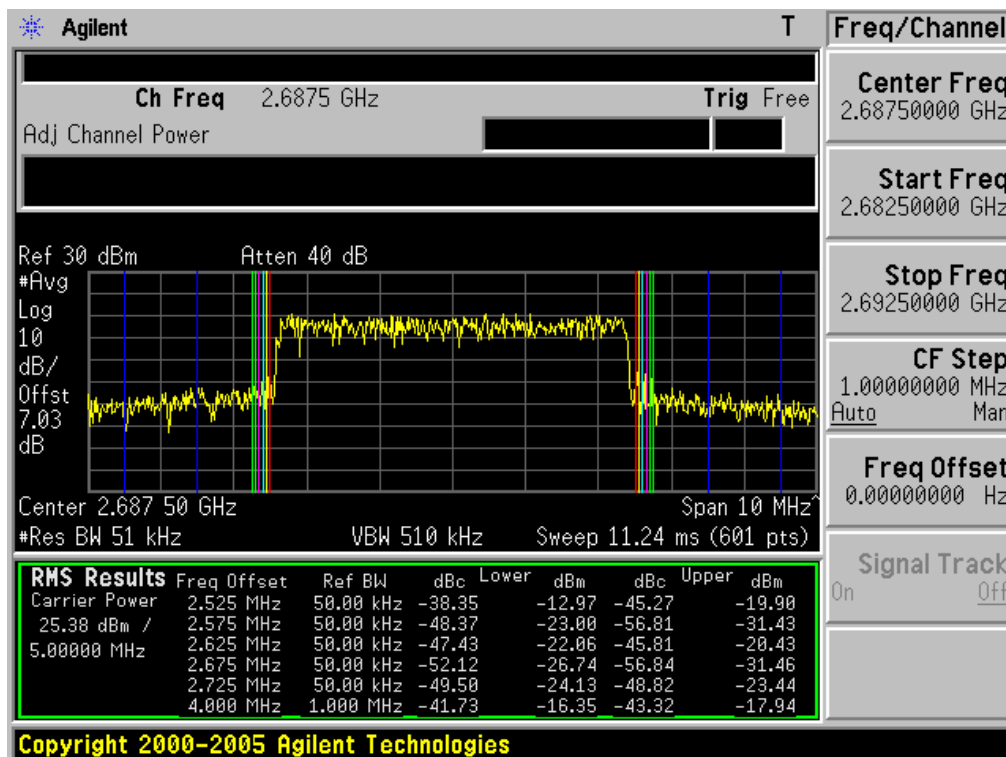 Agilent T
Freq/Channel
Ch Freq 2.6875 GHz Trig Free
Adj Channel Power
Center Freq
2.68750000 GHz
Start Freq
2.68250000 GHz
Stop Freq
2.69250000 GHz
CF Step
1.00000000 MHz
Auto Man
Freq Offset
0.00000000 Hz
Signal Track
On Off
Ref 30 dBm Atten 40 dB
#Avg
Log
10
dB/
Offst
7.03
dB
Center 2.687 50 GHz Span 10 MHz^
#Res BW 51 kHz VBW 510 kHz Sweep 11.24 ms (601 pts)
RMS Results Freq Offset Ref BW dBc Lower dBm dBc Upper dBm
Carrier Power 2.525 MHz 50.00 kHz -38.35 -12.97 -45.27 -19.90
25.38 dBm / 2.575 MHz 50.00 kHz -48.37 -23.00 -56.81 -31.43
5.00000 MHz 2.625 MHz 50.00 kHz -47.43 -22.06 -45.81 -20.43
2.675 MHz 50.00 kHz -52.12 -26.74 -56.84 -31.46
2.725 MHz 50.00 kHz -49.50 -24.13 -48.82 -23.44
4.000 MHz 1.000 MHz -41.73 -16.35 -43.32 -17.94
Copyright 2000-2005 Agilent Technologies